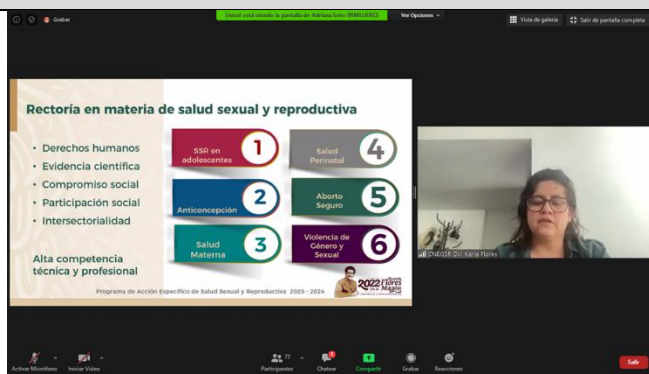 Grabar
Usted está viendo la pantalla de Adriana Sieto INMUJERES
Ver Opciones
Vista de galería
Salir de pantalla completa
Rectoría en materia de salud sexual y reproductiva
• Derechos humanos
• Evidencia científica
• Compromiso social
• Participación social
• Intersectorialidad
Alta competencia
técnica y profesional
SSR en
adolescentes
1
Anticoncepción
2
Salud
Materna
3
Salud
Perinatal
4
Aborto
Seguro
5
Violencia de
Género y
Sexual
6
2022 Flores
Magón
Programa de Acción Específico de Salud Sexual y Reproductiva 2020 - 2024
CNEGSR DVI Karla Flores
Activar Micrófono
Iniciar Video
77
Participantes
Chatear
Compartir
Grabar
Reacciones
Salir